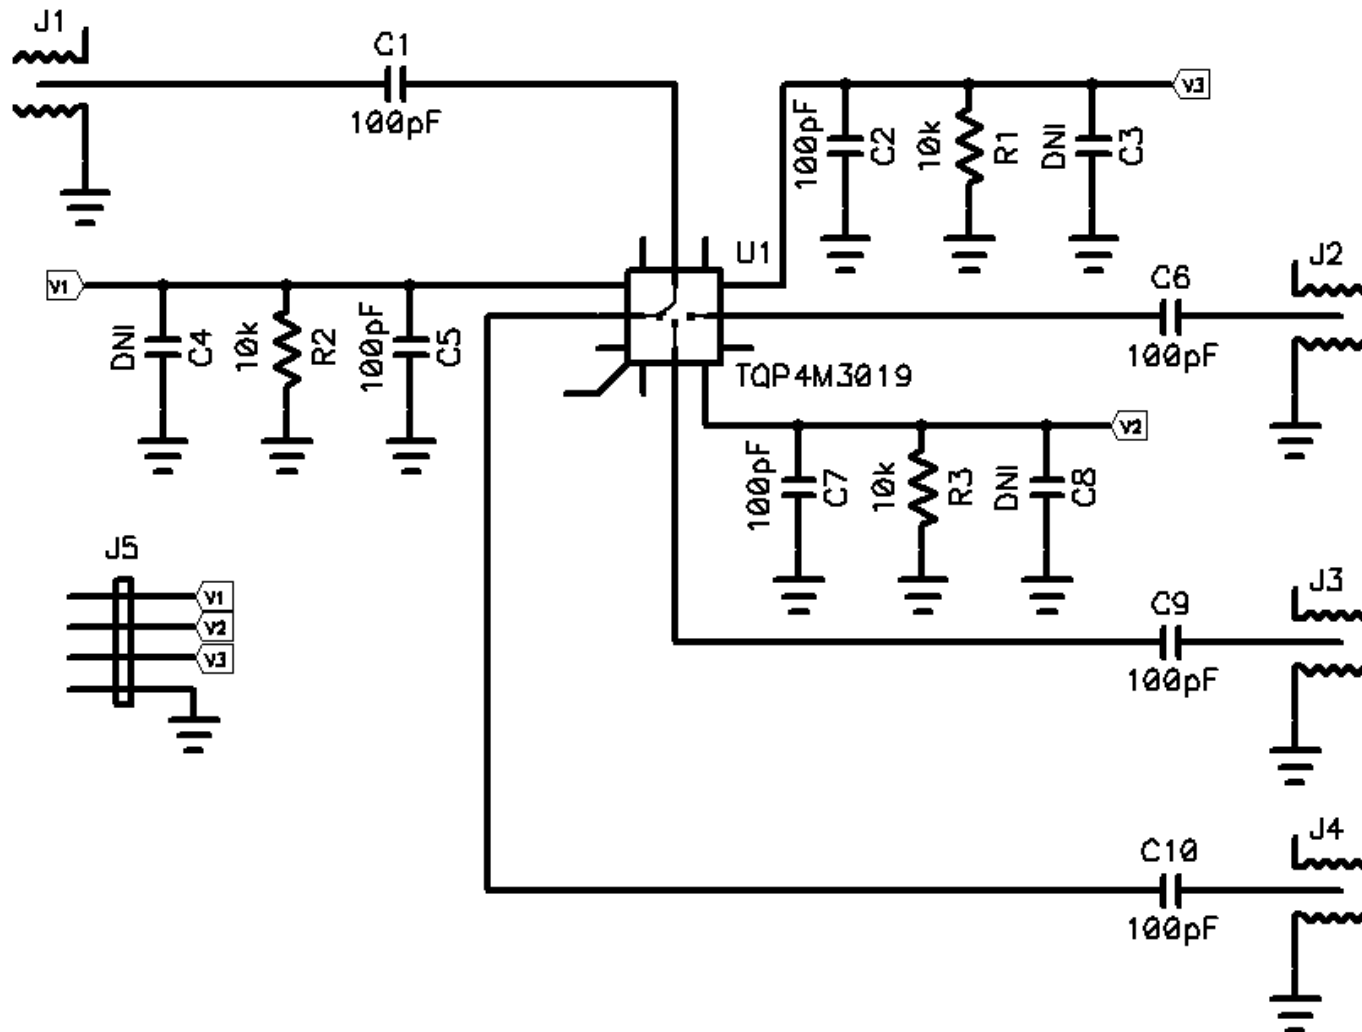 J1
C1
100pF
V3
100pF
C2
10k
R1
DNI
C3
V1
DNI
C4
10k
R2
100pF
C5
U1
TQP4M3019
C6
100pF
J2
V2
100pF
C7
10k
R3
DNI
C8
J5
V1
V2
V3
C9
100pF
J3
C10
100pF
J4